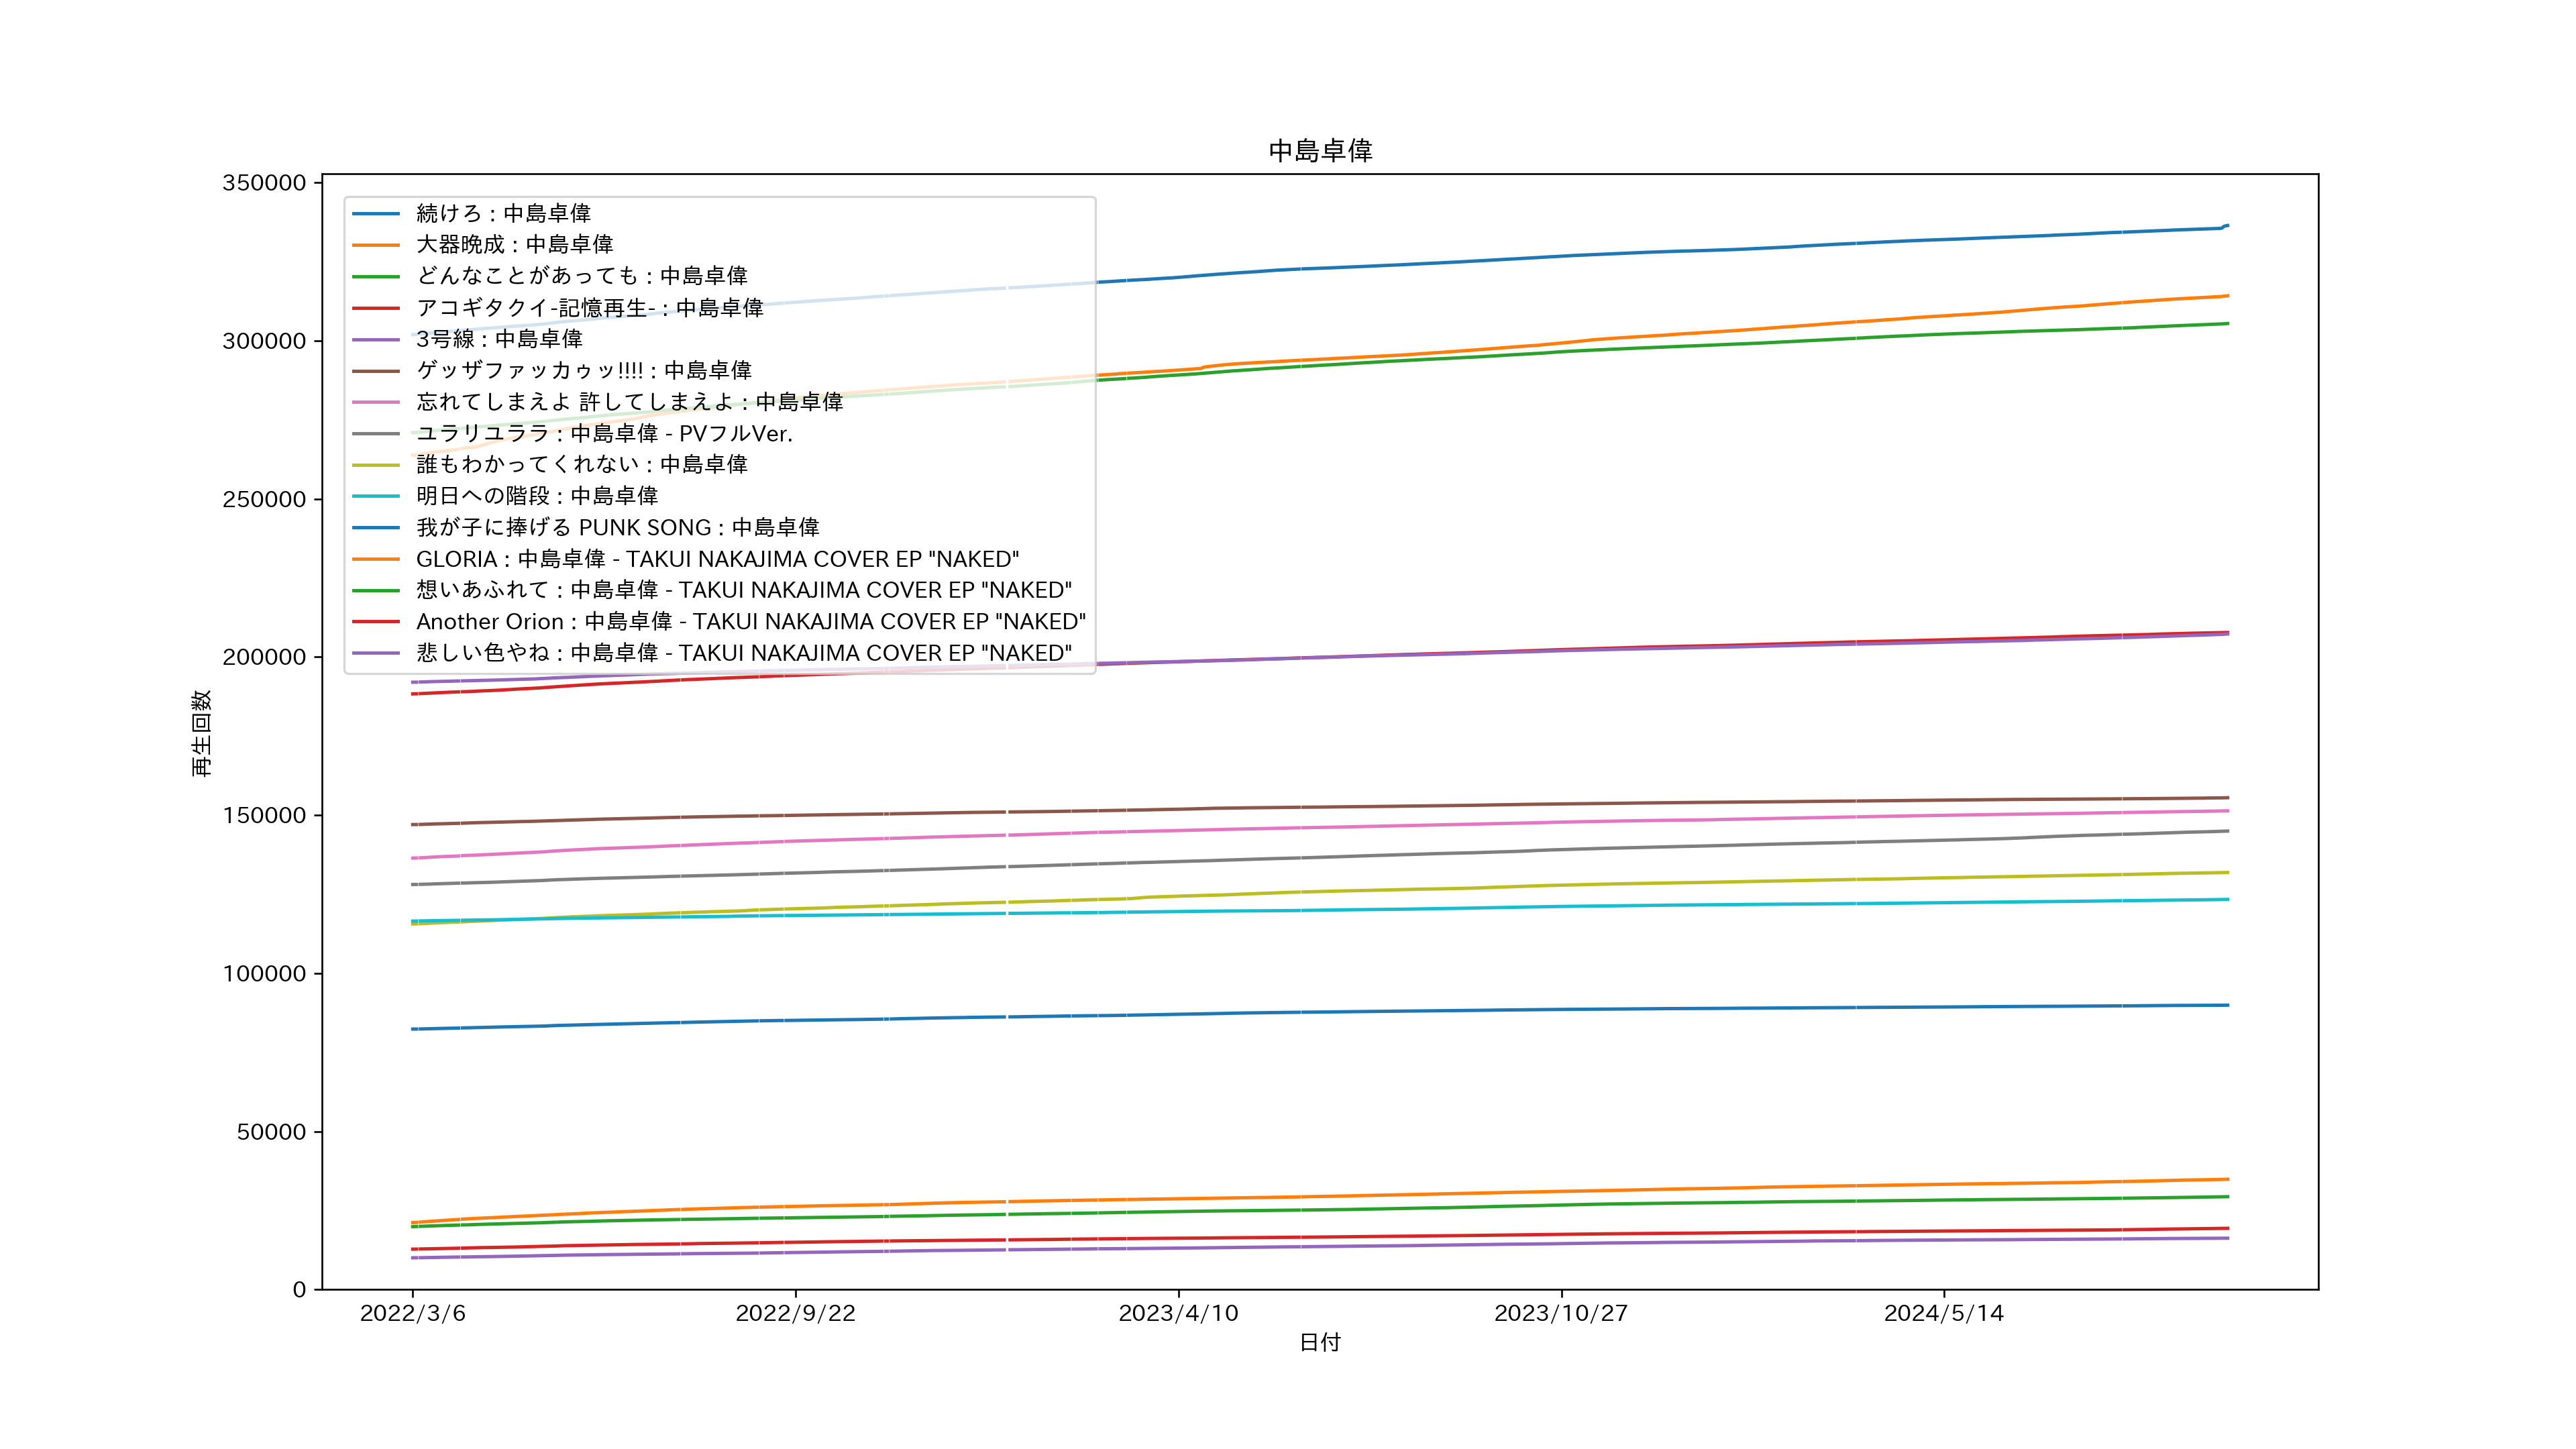 中島卓偉
350000
300000
250000
200000
150000
100000
50000
0
再生回数
続けろ : 中島卓偉
大器晩成 : 中島卓偉
どんなことがあっても : 中島卓偉
アコギタクイ-記憶再生- : 中島卓偉
3号線 : 中島卓偉
ゲッザファッカゥッ!!!! : 中島卓偉
忘れてしまえよ 許してしまえよ : 中島卓偉
ユラリユララ : 中島卓偉 - PVフルVer.
誰もわかってくれない : 中島卓偉
明日への階段 : 中島卓偉
我が子に捧げる PUNK SONG : 中島卓偉
GLORIA : 中島卓偉 - TAKUI NAKAJIMA COVER EP "NAKED"
想いあふれて : 中島卓偉 - TAKUI NAKAJIMA COVER EP "NAKED"
Another Orion : 中島卓偉 - TAKUI NAKAJIMA COVER EP "NAKED"
悲しい色やね : 中島卓偉 - TAKUI NAKAJIMA COVER EP "NAKED"
2022/3/6 2022/9/22 2023/4/10 2023/10/27 2024/5/14
日付